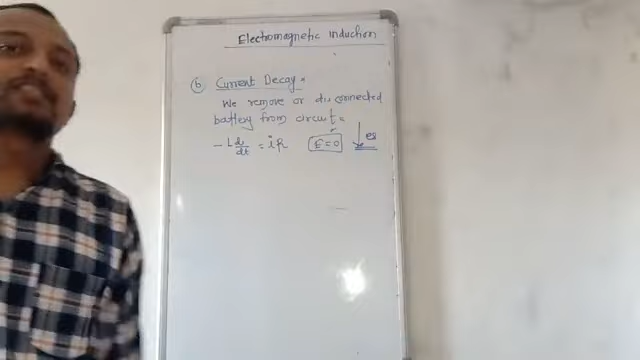 Electromagnetic Induction
(b) Current Decay =
We remove or disconnected
battery from circuit =
- L di/dt = iR E = 0